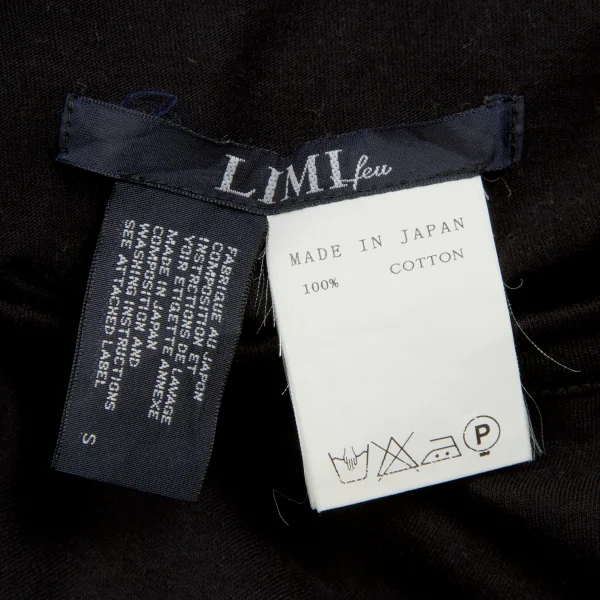 LIMI feu
FABRIQUE AU JAPON
COMPOSITION ET
INSTRUCTIONS DE LAVAGE
VOIR ETIQUETTE ANNEXE
MADE IN JAPAN
COMPOSITION AND
WASHING INSTRUCTIONS
SEE ATTACHED LABEL
S
MADE IN JAPAN
100% COTTON
P